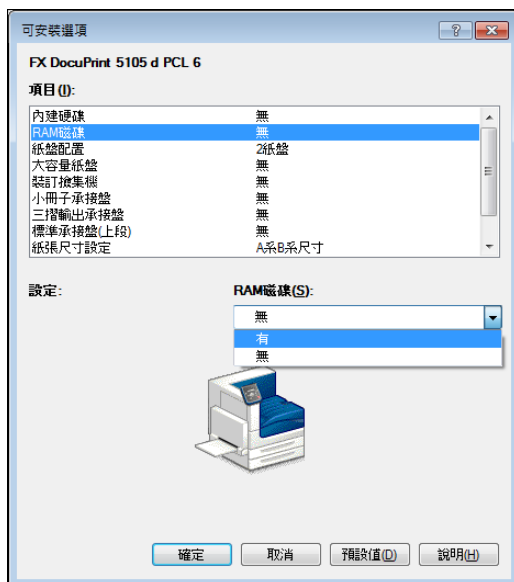 可安裝選項
FX DocuPrint 5105 d PCL 6
項目(I):
內建硬碟 無
RAM磁碟 無
紙盤配置 2紙盤
大容量紙盤 無
裝訂搶集機 無
小冊子承接盤 無
三摺輸出承接盤 無
標準承接盤(上段) 無
紙張尺寸設定 A系B系尺寸
設定: RAM磁碟(S):
無
有
無
確定 取消 預設值(D) 說明(H)